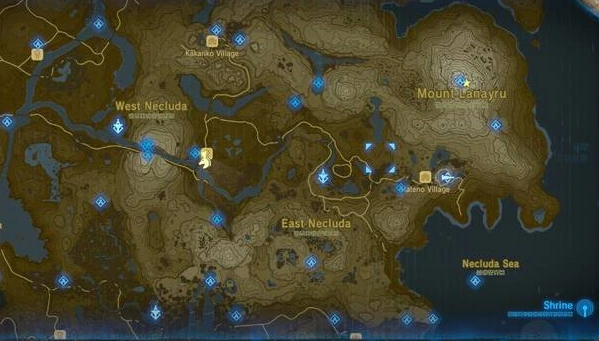 Kakariko Village
Mount Lanayru
West Necluda
Hateno Village
East Necluda
Necluda Sea
Shrine